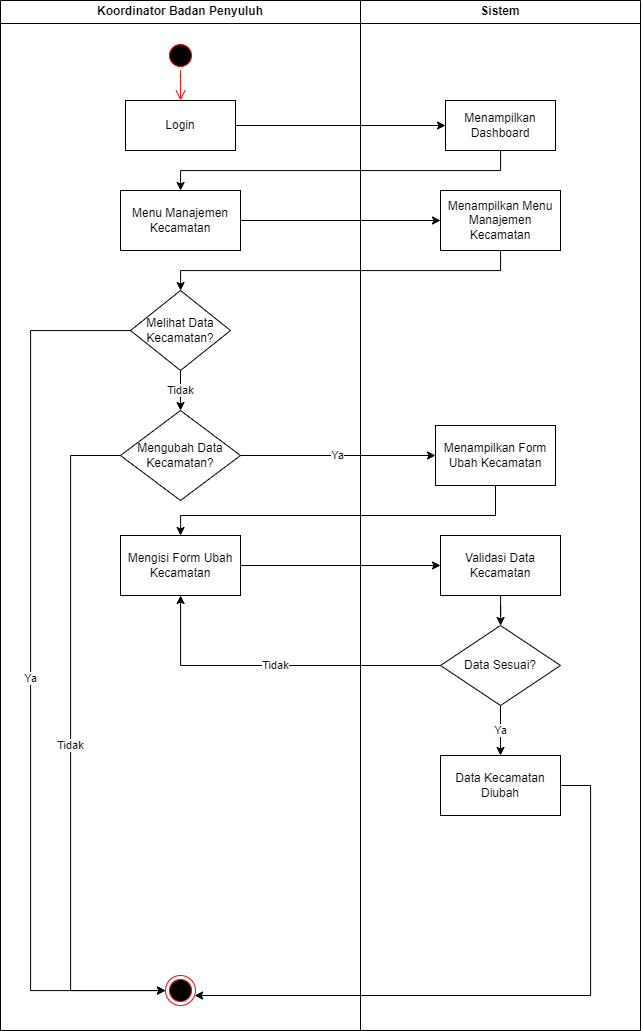 Koordinator Badan Penyuluh
Sistem
Login
Menampilkan
Dashboard
Menu Manajemen
Kecamatan
Menampilkan Menu
Manajemen
Kecamatan
Melihat Data
Kecamatan?
Tidak
Mengubah Data
Kecamatan?
Ya
Menampilkan Form
Ubah Kecamatan
Mengisi Form Ubah
Kecamatan
Validasi Data
Kecamatan
Tidak
Data Sesuai?
Ya
Ya
Tidak
Data Kecamatan
Diubah